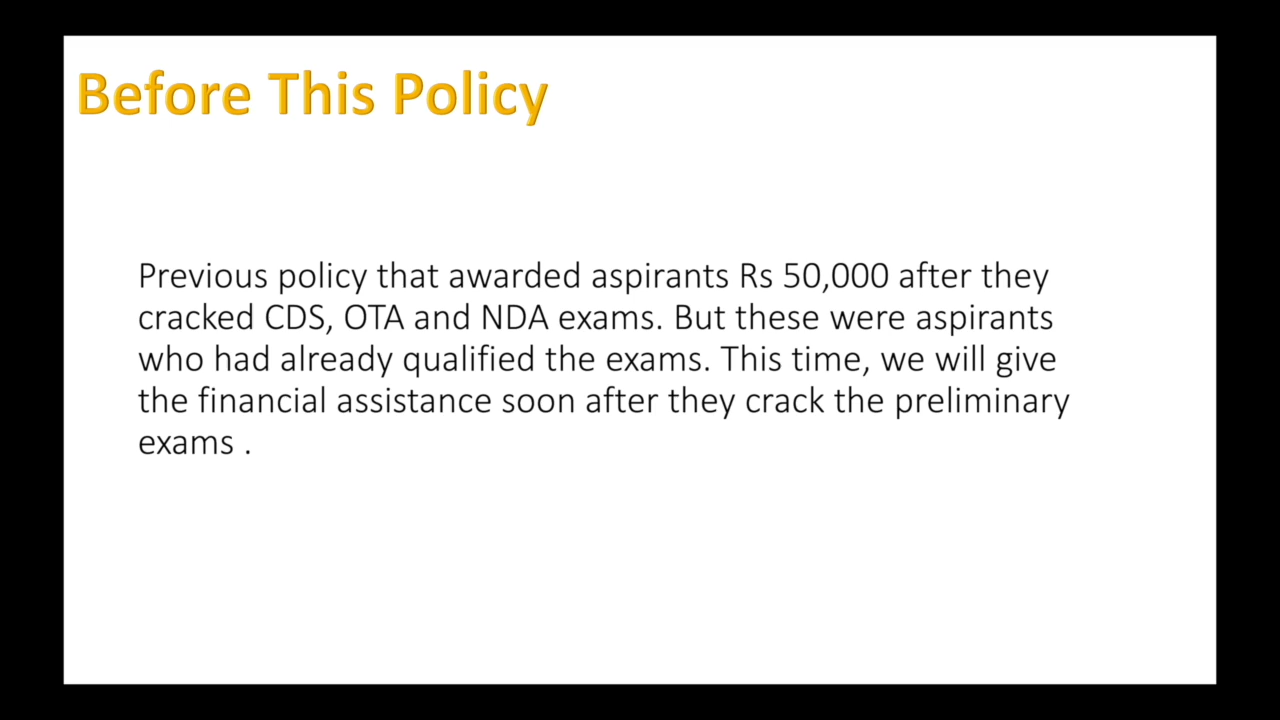 Before This Policy
Previous policy that awarded aspirants Rs 50,000 after they
cracked CDS, OTA and NDA exams. But these were aspirants
who had already qualified the exams. This time, we will give
the financial assistance soon after they crack the preliminary
exams .